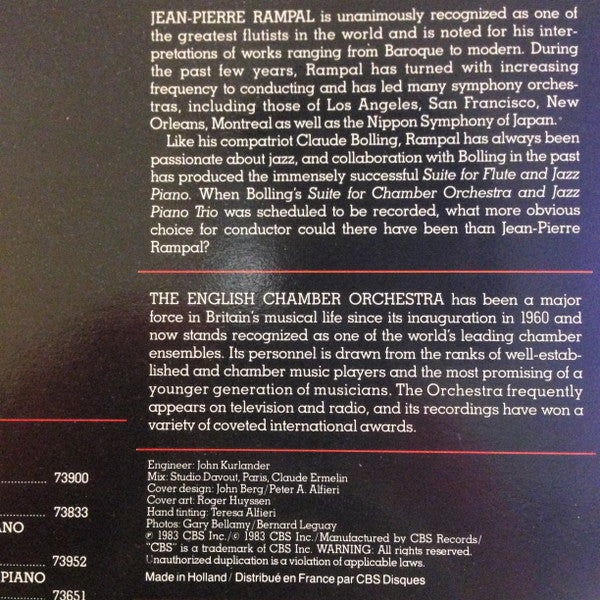 JEAN-PIERRE RAMPAL is unanimously recognized as one of
the greatest flutists in the world and is noted for his inter-
pretations of works ranging from Baroque to modern. During
the past few years, Rampal has turned with increasing
frequency to conducting and has led many symphony orches-
tras, including those of Los Angeles, San Francisco, New
Orleans, Montreal as well as the Nippon Symphony of Japan.
Like his compatriot Claude Bolling, Rampal has always been
passionate about jazz, and collaboration with Bolling in the past
has produced the immensely successful Suite for Flute and Jazz
Piano. When Bolling's Suite for Chamber Orchestra and Jazz
Piano Trio was scheduled to be recorded, what more obvious
choice for conductor could there have been than Jean-Pierre
Rampal?
THE ENGLISH CHAMBER ORCHESTRA has been a major
force in Britain's musical life since its inauguration in 1960 and
now stands recognized as one of the world's leading chamber
ensembles. Its personnel is drawn from the ranks of well-estab-
lished and chamber music players and the most promising of a
younger generation of musicians. The Orchestra frequently
appears on television and radio, and its recordings have won a
variety of coveted international awards.
Engineer: John Kurlander
Mix: Studio Davout, Paris, Claude Ermelin
Cover design: John Berg/Peter A. Alfieri
Cover art: Roger Huyssen
Hand tinting: Teresa Alfieri
Photos: Gary Bellamy/Bernard Leguay
℗ 1983 CBS Inc./© 1983 CBS Inc./Manufactured by CBS Records/
"CBS" is a trademark of CBS Inc. WARNING: All rights reserved.
Unauthorized duplication is a violation of applicable laws.
Made in Holland/Distribué en France par CBS Disques
73900
73833
ANO
73952
PIANO
73651